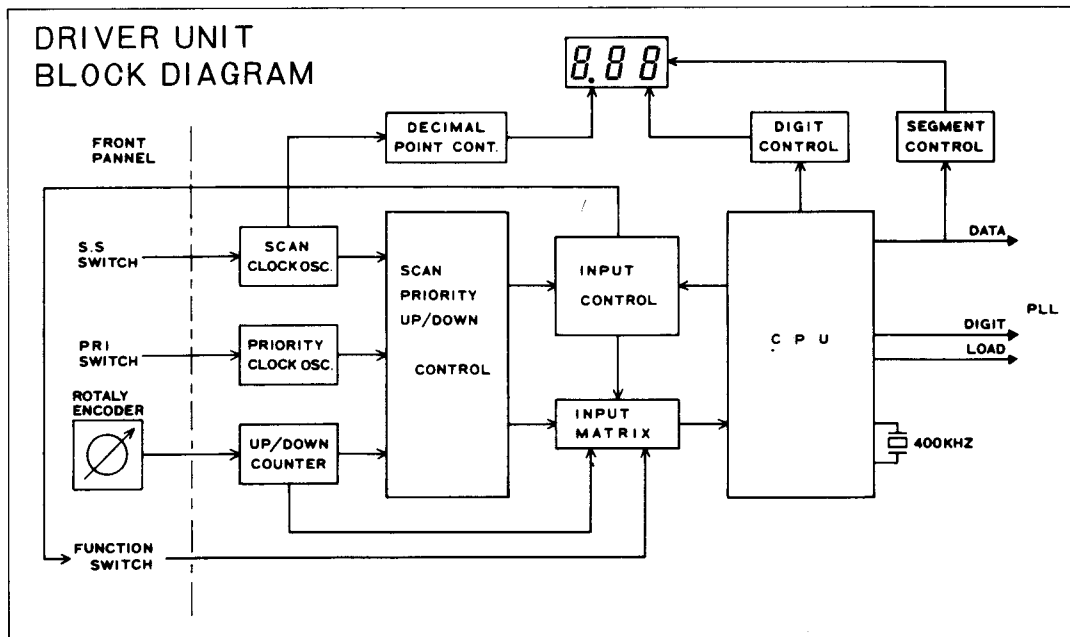 DRIVER UNIT
BLOCK DIAGRAM
8.88
FRONT
PANNEL
DECIMAL
POINT CONT.
DIGIT
CONTROL
SEGMENT
CONTROL
S.S
SWITCH
SCAN
CLOCK OSC.
SCAN
PRIORITY
UP/DOWN
CONTROL
INPUT
CONTROL
CPU
DATA
PLL
DIGIT
LOAD
PRI
SWITCH
PRIORITY
CLOCK OSC.
ROTALY
ENCODER
UP/DOWN
COUNTER
INPUT
MATRIX
400KHZ
FUNCTION
SWITCH